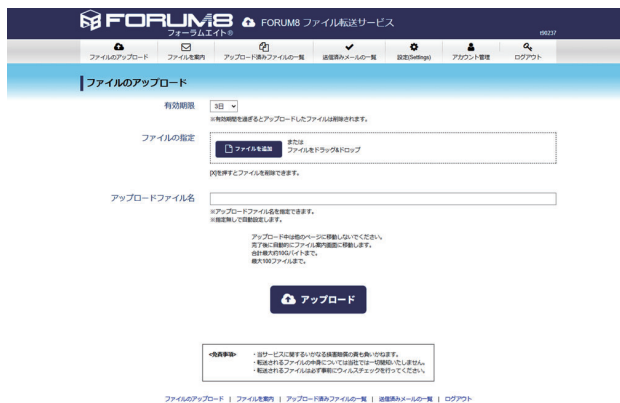 FORUM8
フォーラムエイト®
FORUM8 ファイル転送サービス
t90237
ファイルのアップロード
ファイルを案内
アップロード済みファイルの一覧
送信済みメールの一覧
設定(Settings)
アカウント管理
ログアウト
ファイルのアップロード
有効期限
3日
※有効期間を過ぎるとアップロードしたファイルは削除されます。
ファイルの指定
ファイルを追加
または
ファイルをドラッグ&ドロップ
[X]を押すとファイルを削除できます。
アップロードファイル名
※アップロードファイル名を指定できます。
※指定無しで自動設定します。
アップロード中は他のページに移動しないでください。
完了後に自動的にファイル案内画面に移動します。
合計最大約10Gバイトまで。
最大100ファイルまで。
アップロード
<免責事項>
・当サービスに関するいかなる損害賠償の責も負いかねます。
・転送されるファイルの中身については当社では一切関知いたしません。
・転送されるファイルは必ず事前にウィルスチェックを行ってください。
ファイルのアップロード | ファイルを案内 | アップロード済みファイルの一覧 | 送信済みメールの一覧 | ログアウト